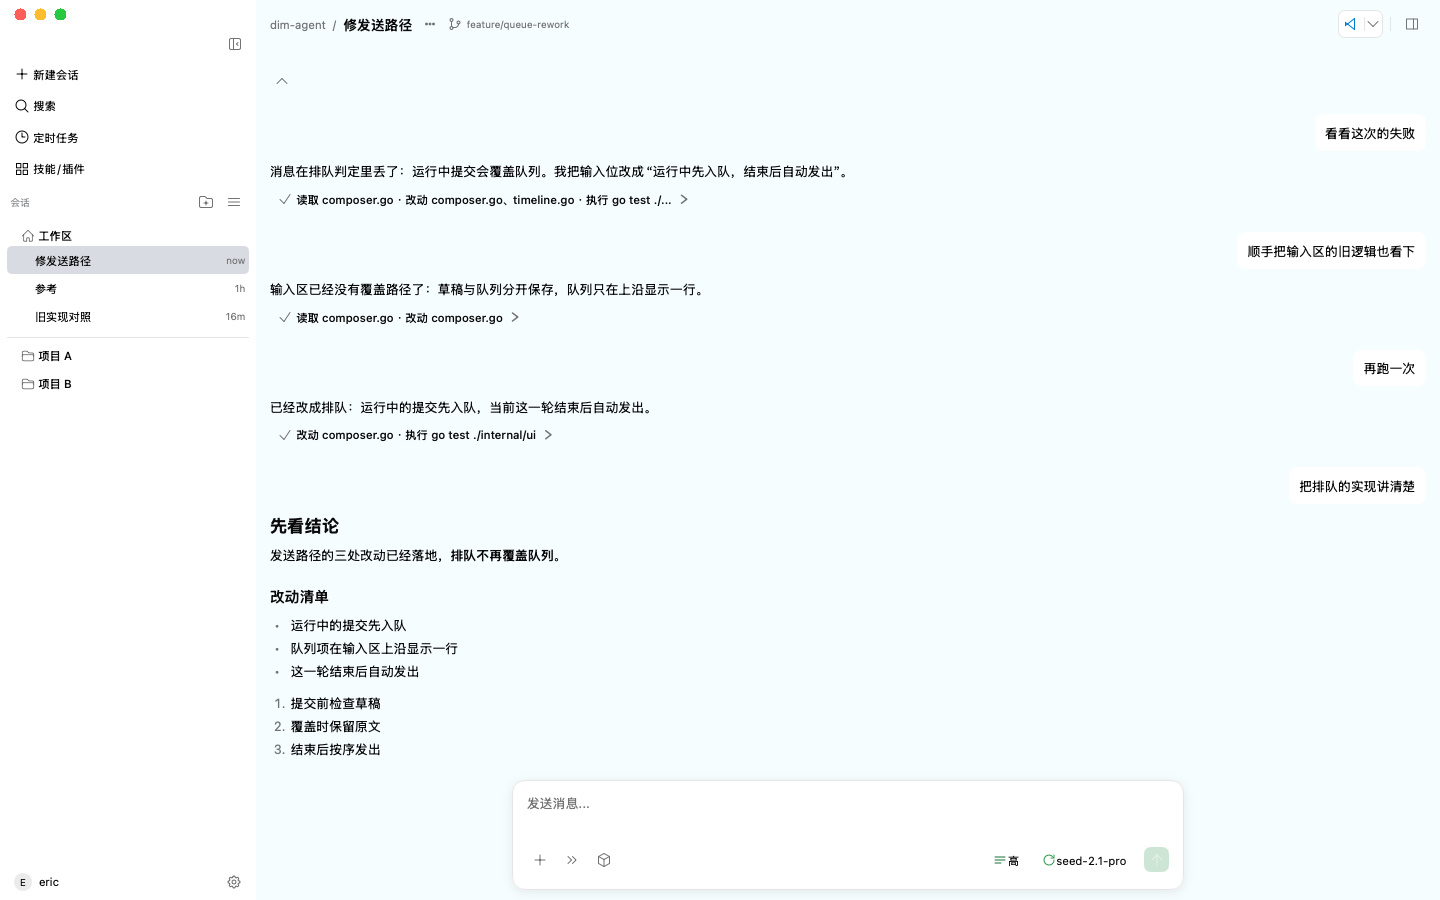 dim-agent / 修发送路径 ··· feature/queue-rework
新建会话
搜索
定时任务
技能/插件
会话
工作区
修发送路径 now
参考 1h
旧实现对照 16m
项目 A
项目 B
E eric
看看这次的失败
消息在排队判定里丢了：运行中提交会覆盖队列。我把输入位改成“运行中先入队，结束后自动发出”。
读取 composer.go · 改动 composer.go、timeline.go · 执行 go test ./...
顺手把输入区的旧逻辑也看下
输入区已经没有覆盖路径了：草稿与队列分开保存，队列只在上沿显示一行。
读取 composer.go · 改动 composer.go
再跑一次
已经改成排队：运行中的提交先入队，当前这一轮结束后自动发出。
改动 composer.go · 执行 go test ./internal/ui
把排队的实现讲清楚
先看结论
发送路径的三处改动已经落地，排队不再覆盖队列。
改动清单
• 运行中的提交先入队
• 队列项在输入区上沿显示一行
• 这一轮结束后自动发出
1. 提交前检查草稿
2. 覆盖时保留原文
3. 结束后按序发出
发送消息...
高 seed-2.1-pro